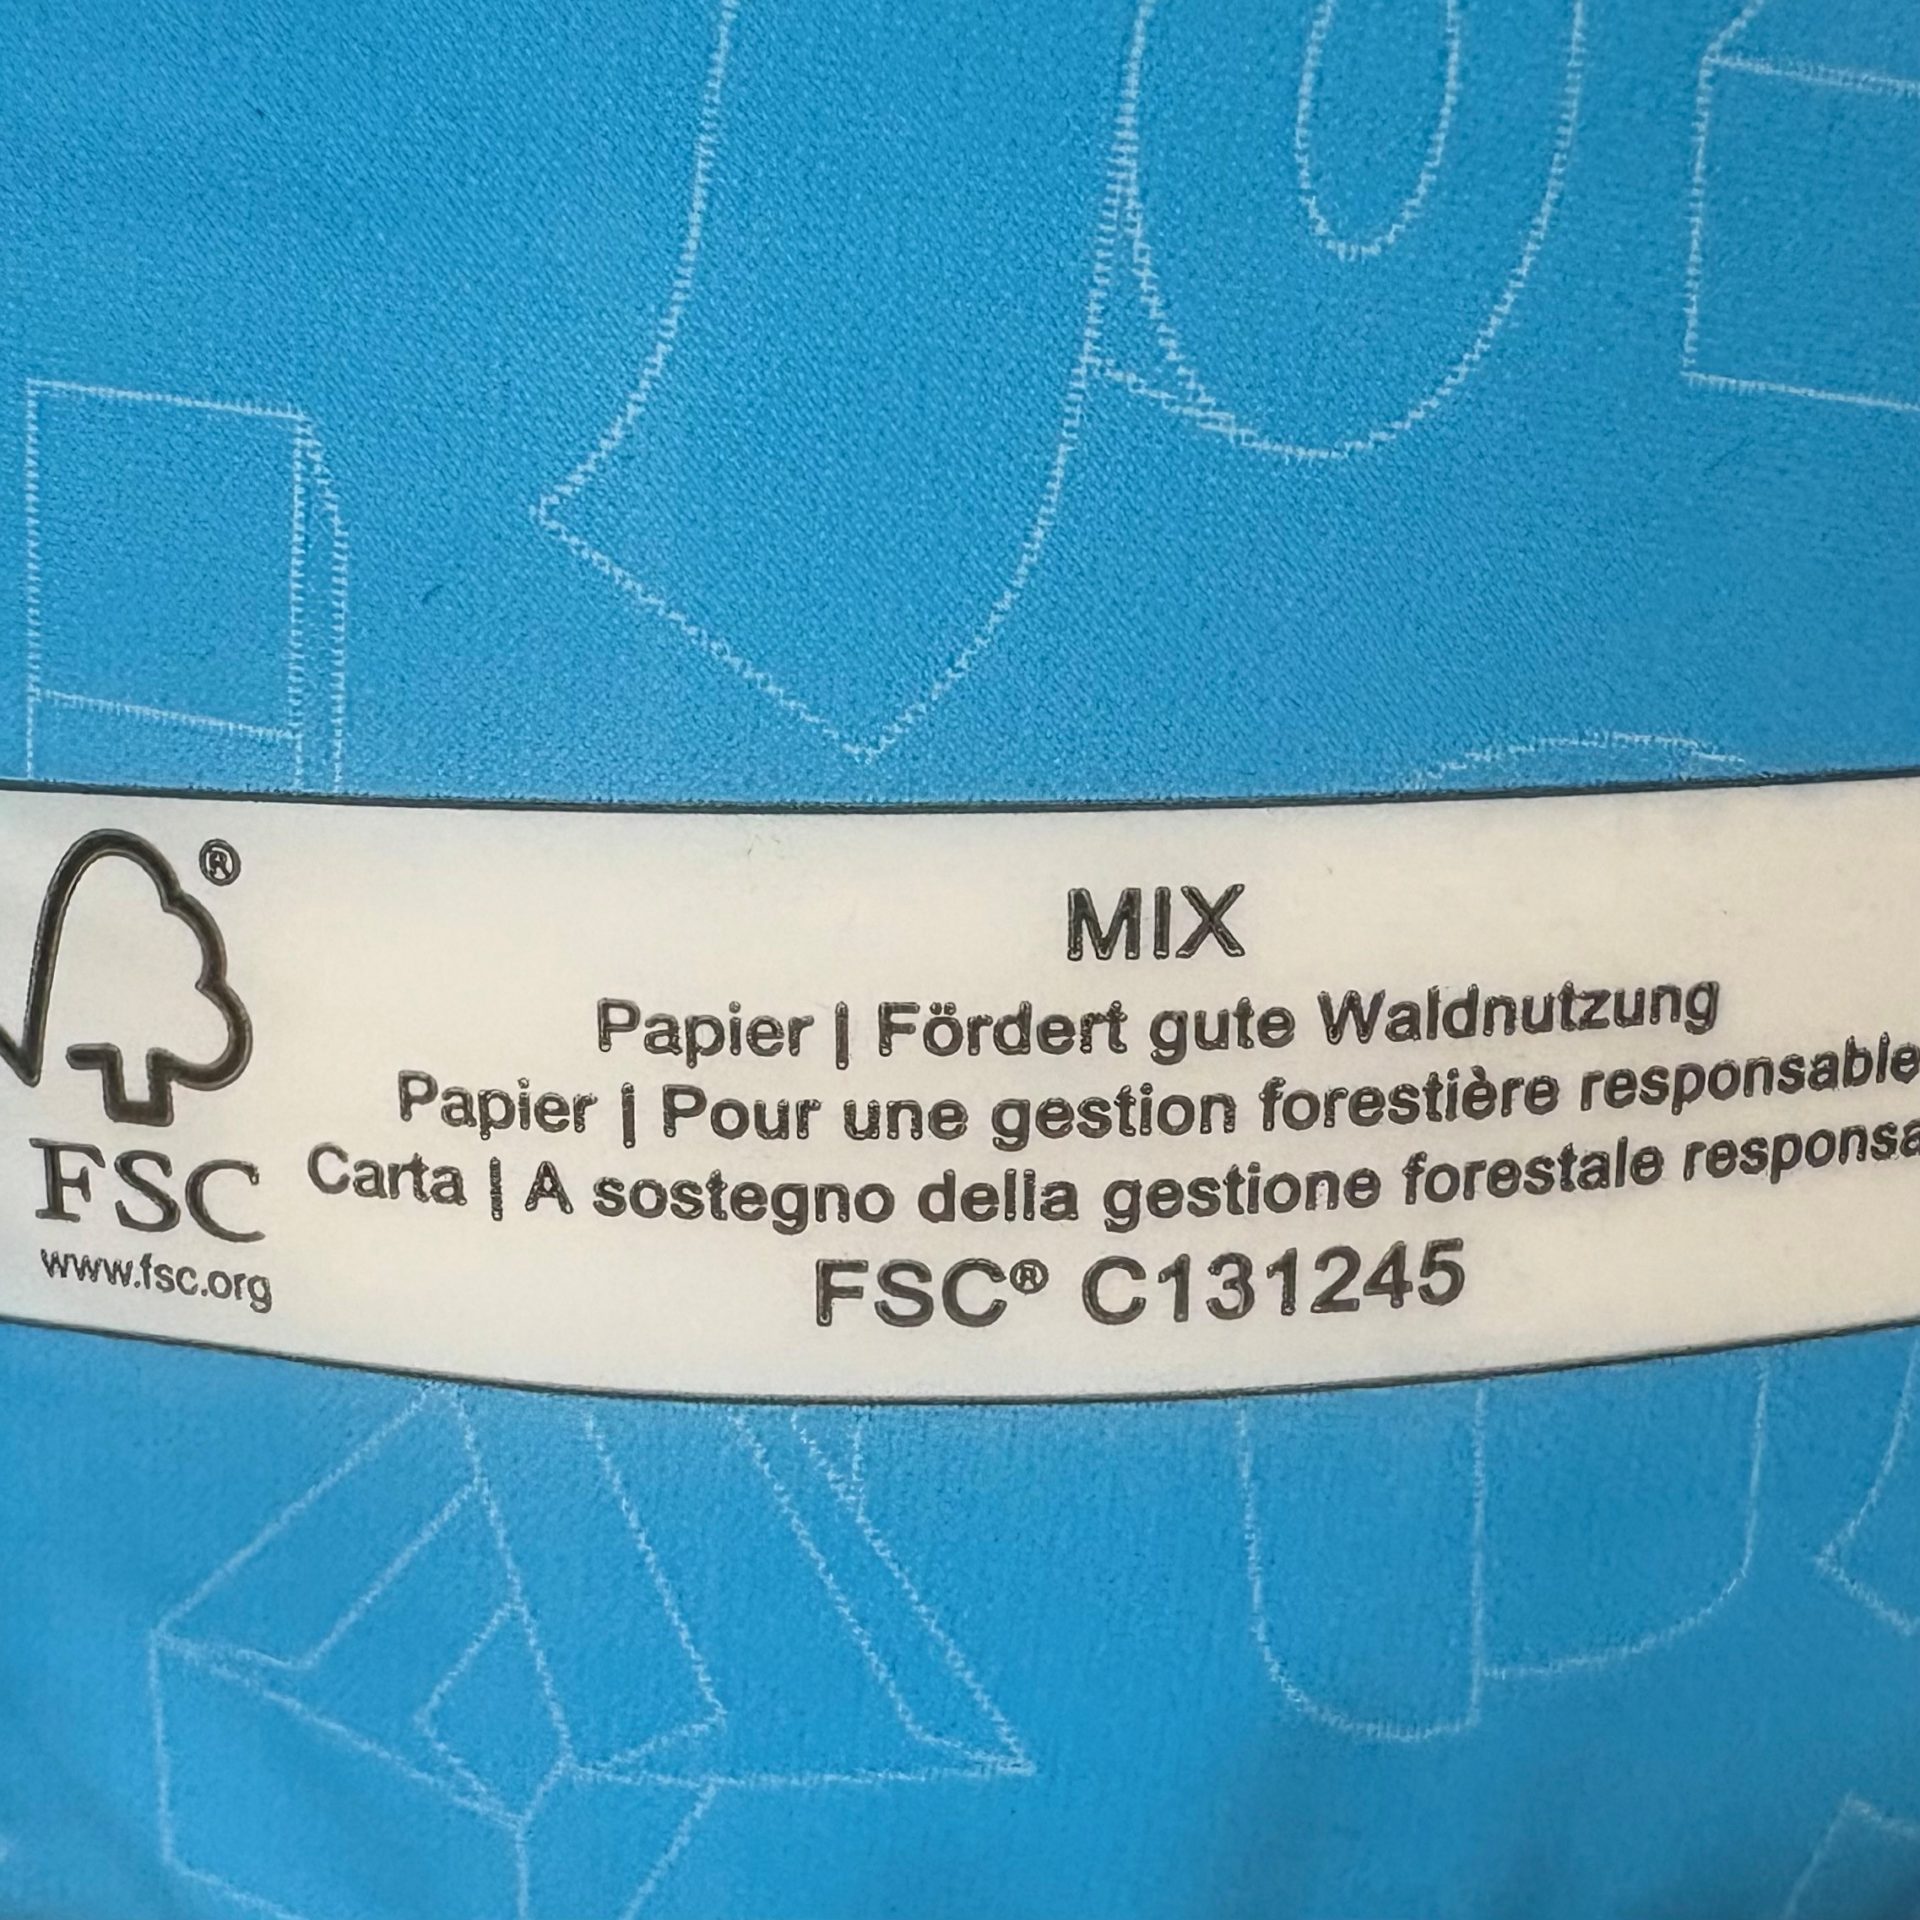 ®
FSC
www.fsc.org
MIX
Papier | Fördert gute Waldnutzung
Papier | Pour une gestion forestière responsable
Carta | A sostegno della gestione forestale responsa
FSC® C131245